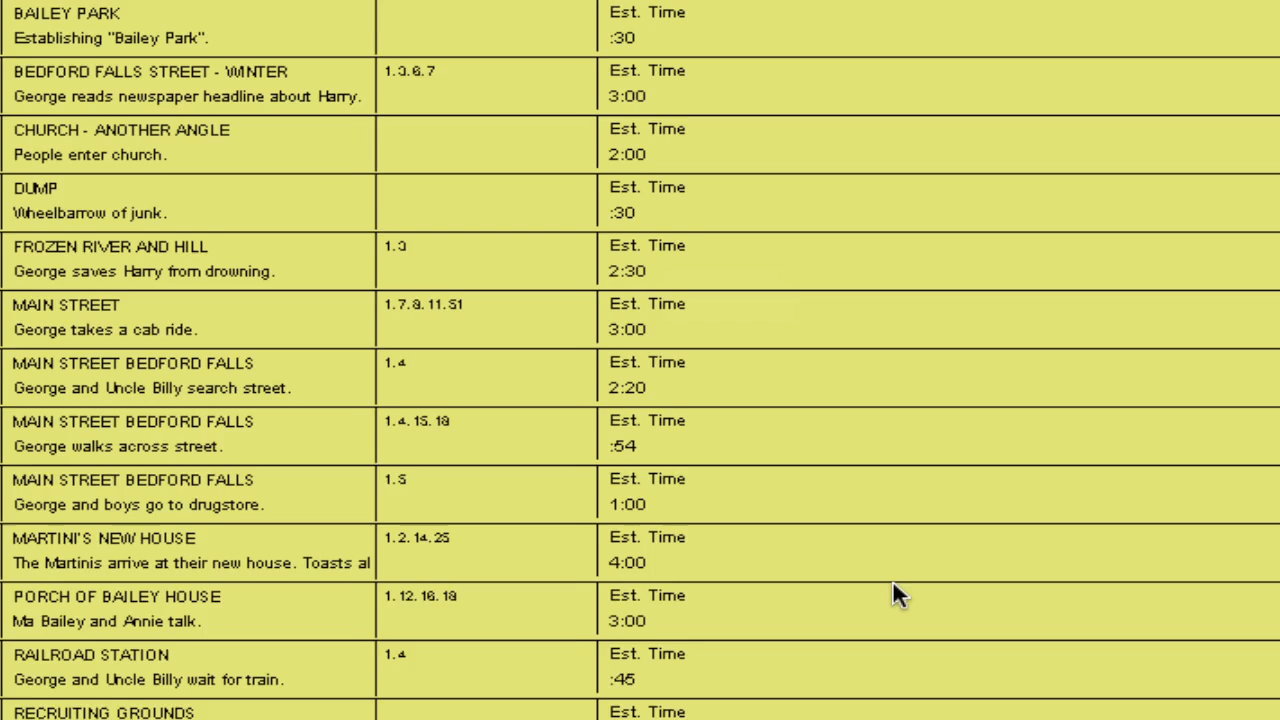 BAILEY PARK
Establishing "Bailey Park".
Est. Time
:30
BEDFORD FALLS STREET - WINTER
George reads newspaper headline about Harry.
1. 3. 6. 7
Est. Time
3:00
CHURCH - ANOTHER ANGLE
People enter church.
Est. Time
2:00
DUMP
Wheelbarrow of junk.
Est. Time
:30
FROZEN RIVER AND HILL
George saves Harry from drowning.
1. 3
Est. Time
2:30
MAIN STREET
George takes a cab ride.
1. 7. 8. 11. 51
Est. Time
3:00
MAIN STREET BEDFORD FALLS
George and Uncle Billy search street.
1. 4
Est. Time
2:20
MAIN STREET BEDFORD FALLS
George walks across street.
1. 4. 15. 18
Est. Time
:54
MAIN STREET BEDFORD FALLS
George and boys go to drugstore.
1. 5
Est. Time
1:00
MARTINI'S NEW HOUSE
The Martinis arrive at their new house. Toasts al
1. 2. 14. 25
Est. Time
4:00
PORCH OF BAILEY HOUSE
Ma Bailey and Annie talk.
1. 12. 16. 18
Est. Time
3:00
RAILROAD STATION
George and Uncle Billy wait for train.
1. 4
Est. Time
:45
RECRUITING GROUNDS
Est. Time